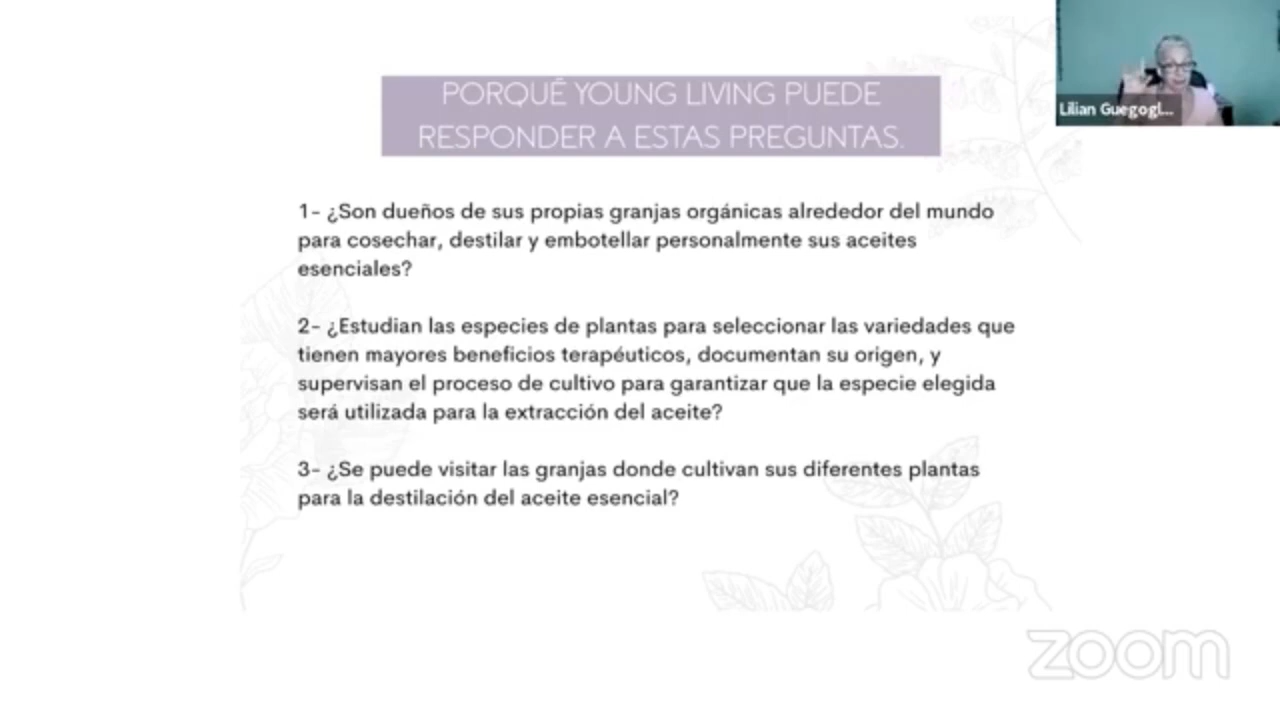 PORQUÉ YOUNG LIVING PUEDE
RESPONDER A ESTAS PREGUNTAS.
Lilian Guegogl...
1- ¿Son dueños de sus propias granjas orgánicas alrededor del mundo
para cosechar, destilar y embotellar personalmente sus aceites
esenciales?
2- ¿Estudian las especies de plantas para seleccionar las variedades que
tienen mayores beneficios terapéuticos, documentan su origen, y
supervisan el proceso de cultivo para garantizar que la especie elegida
será utilizada para la extracción del aceite?
3- ¿Se puede visitar las granjas donde cultivan sus diferentes plantas
para la destilación del aceite esencial?
zoom